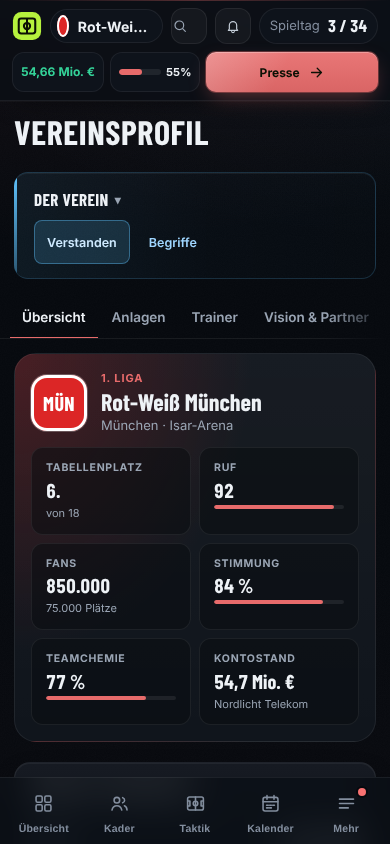 Rot-Wei...
Spieltag 3 / 34
54,66 Mio. €
55%
Presse →
VEREINSPROFIL
DER VEREIN ▾
Verstanden
Begriffe
Übersicht
Anlagen
Trainer
Vision & Partner
MÜN
1. LIGA
Rot-Weiß München
München · Isar-Arena
TABELLENPLATZ
6.
von 18
RUF
92
FANS
850.000
75.000 Plätze
STIMMUNG
84 %
TEAMCHEMIE
77 %
KONTOSTAND
54,7 Mio. €
Nordlicht Telekom
Übersicht
Kader
Taktik
Kalender
Mehr